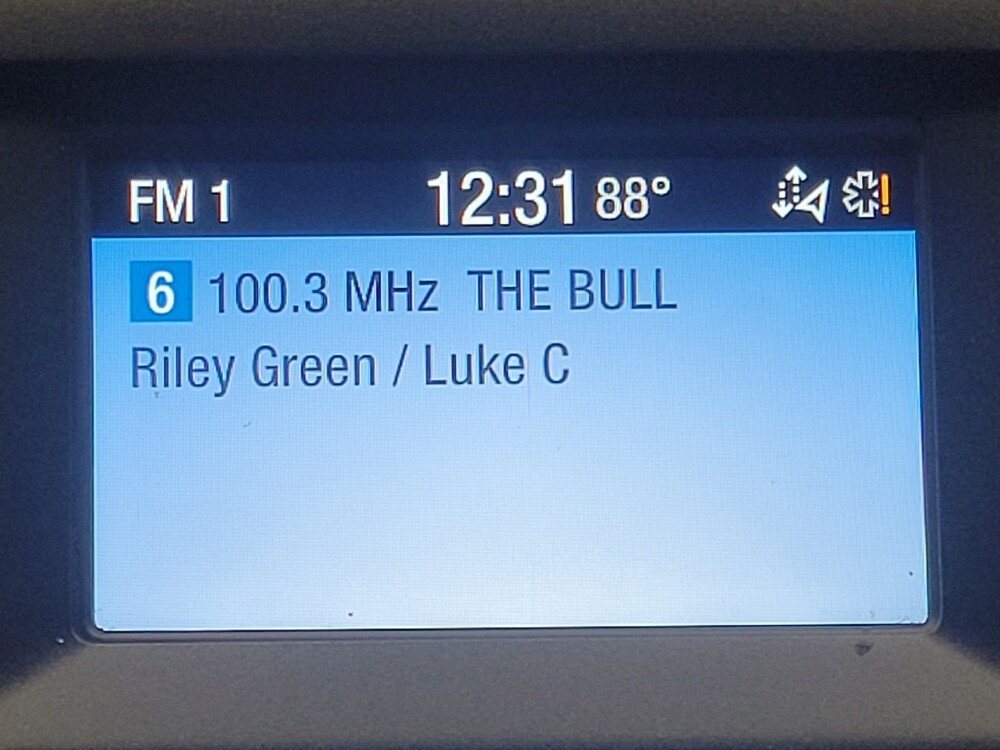 FM 1 12:31 88°
6 100.3 MHz THE BULL
Riley Green / Luke C